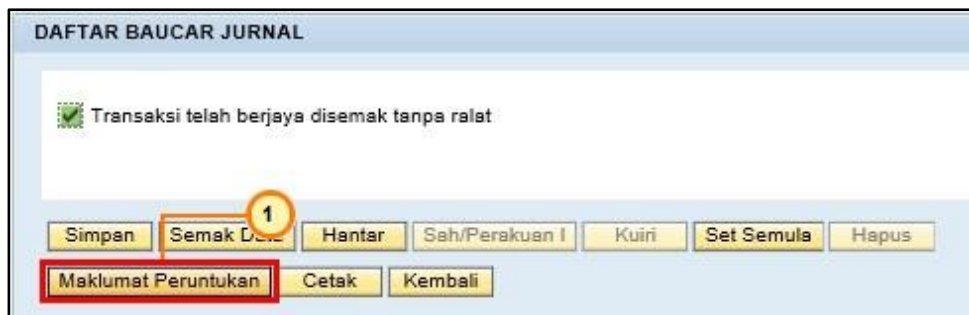 DAFTAR BAUCAR JURNAL
Transaksi telah berjaya disemak tanpa ralat
1
Simpan Semak Hantar Sah/Perakuan I Kuiri Set Semula Hapus
Maklumat Peruntukan Cetak Kembali